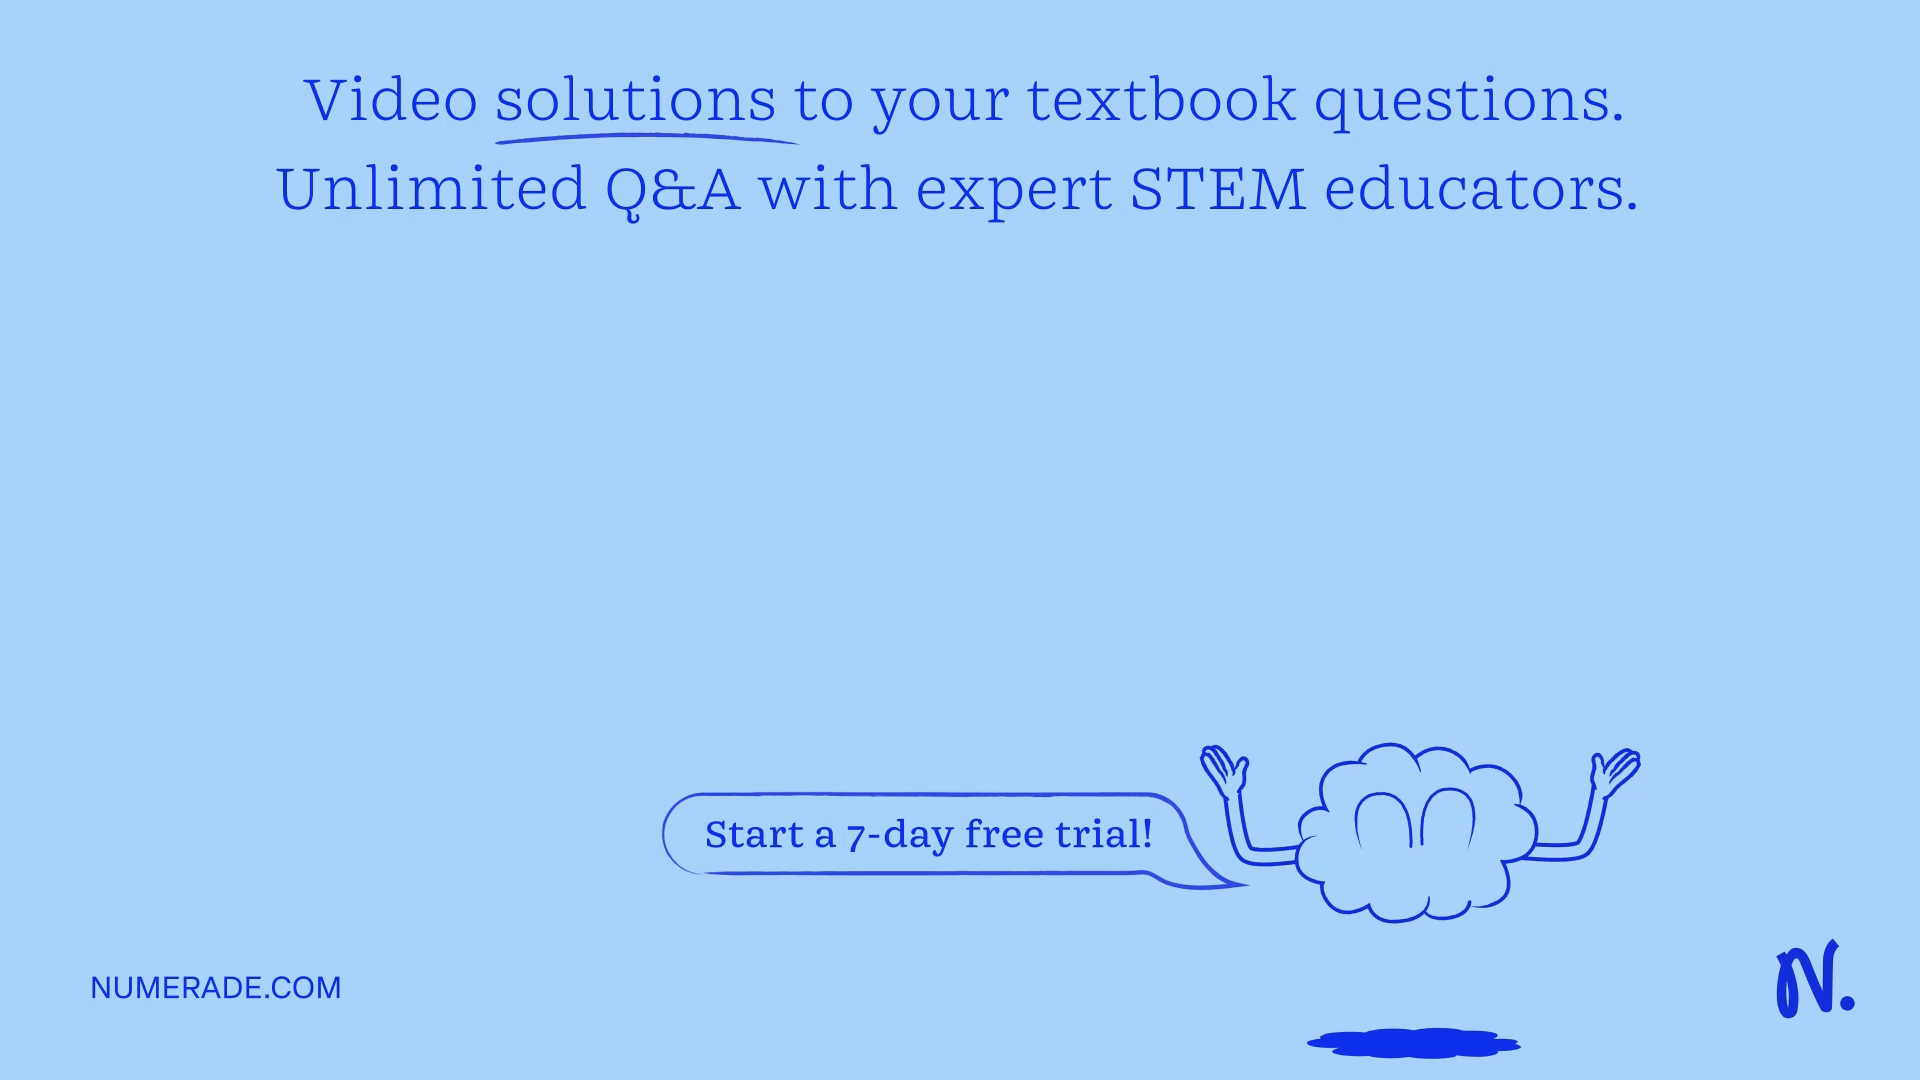 Video solutions to your textbook questions.
Unlimited Q&A with expert STEM educators.
Start a 7-day free trial!
NUMERADE.COM
N.